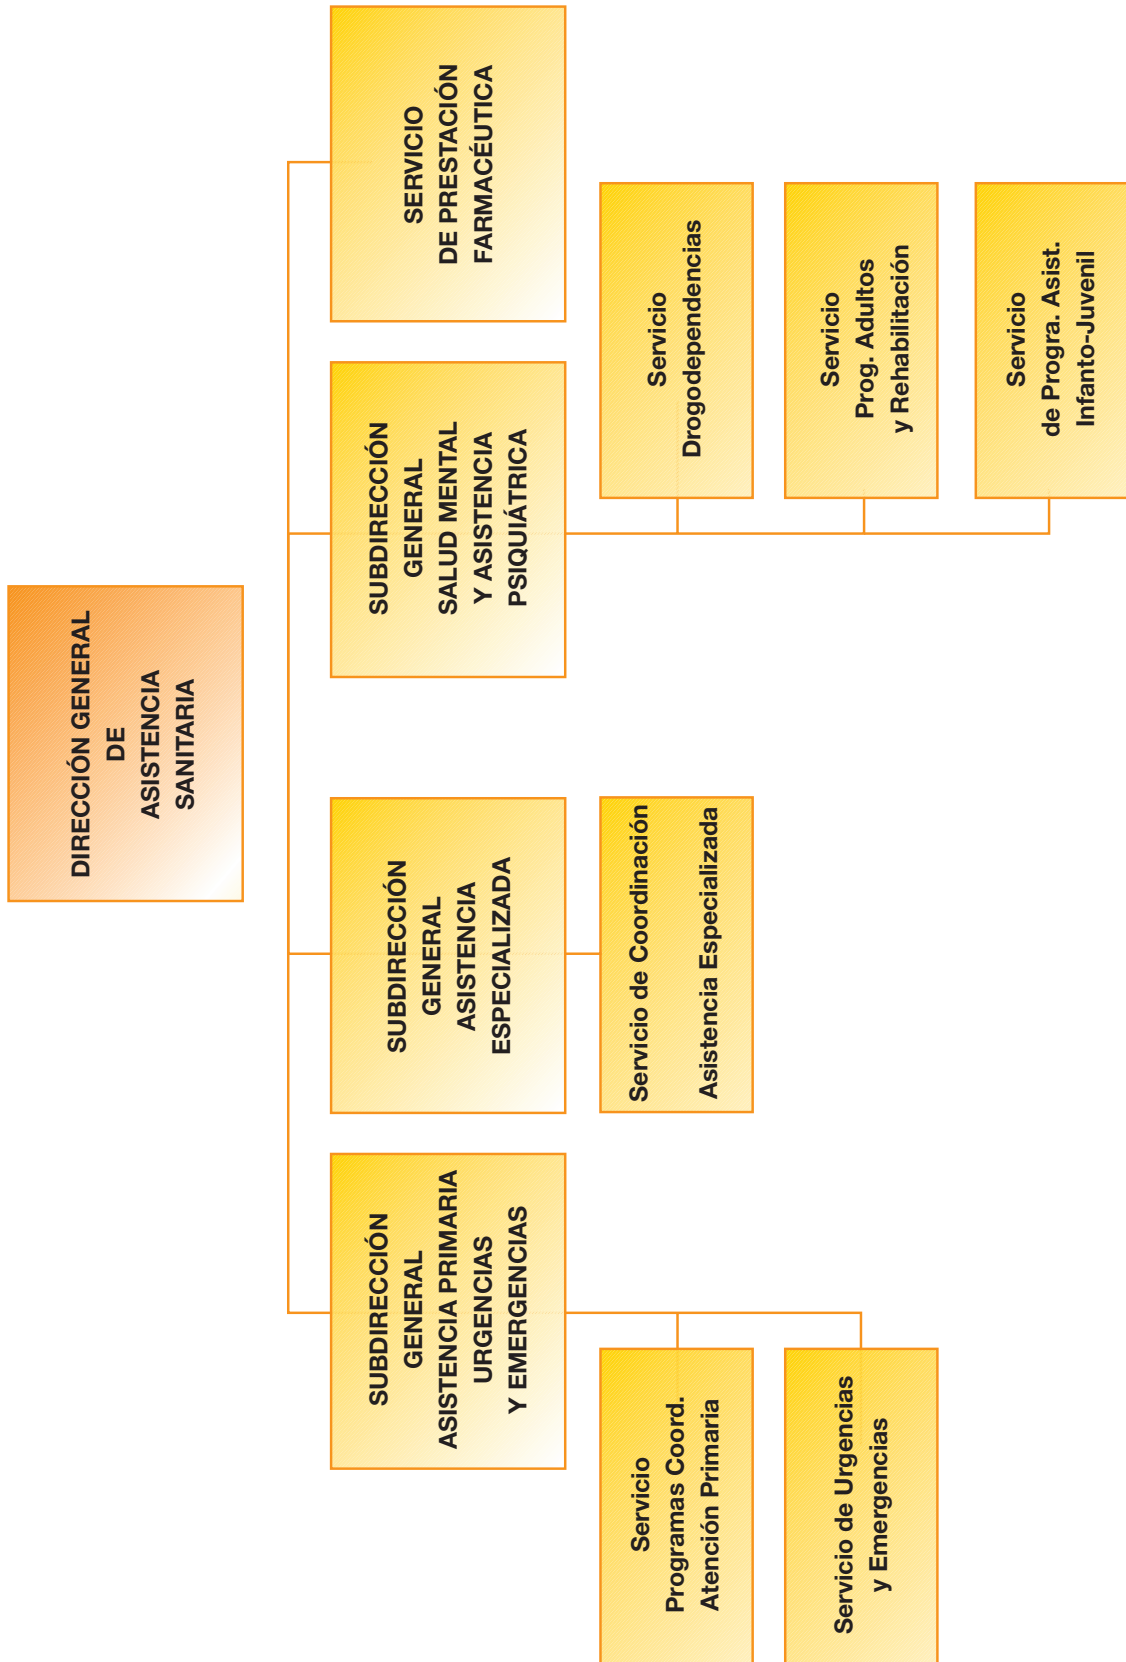 DIRECCIÓN GENERAL
DE
ASISTENCIA
SANITARIA
SUBDIRECCIÓN
GENERAL
ASISTENCIA PRIMARIA
URGENCIAS
Y EMERGENCIAS
SUBDIRECCIÓN
GENERAL
ASISTENCIA
ESPECIALIZADA
SUBDIRECCIÓN
GENERAL
SALUD MENTAL
Y ASISTENCIA
PSIQUIÁTRICA
SERVICIO
DE PRESTACIÓN
FARMACÉUTICA
Servicio
Programas Coord.
Atención Primaria
Servicio de Urgencias
y Emergencias
Servicio de Coordinación
Asistencia Especializada
Servicio
Drogodependencias
Servicio
Prog. Adultos
y Rehabilitación
Servicio
de Progra. Asist.
Infanto-Juvenil